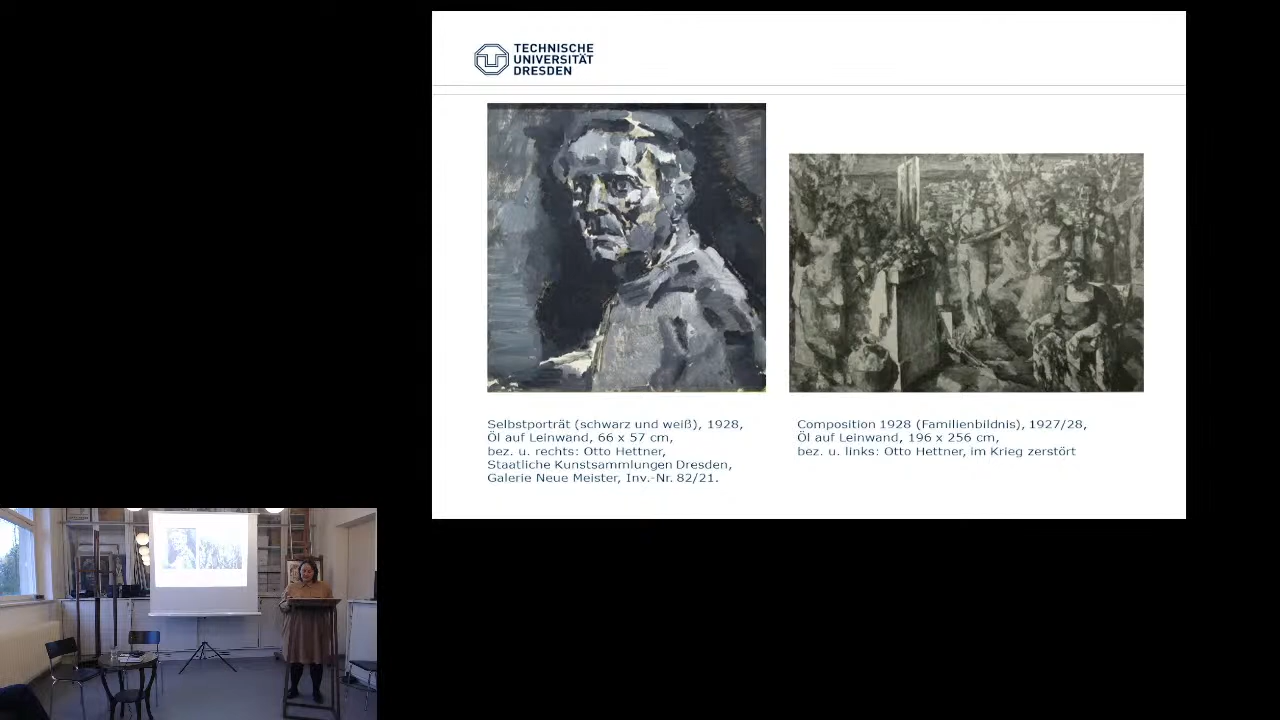 TECHNISCHE
UNIVERSITÄT
DRESDEN
Selbstporträt (schwarz und weiß), 1928,
Öl auf Leinwand, 66 x 57 cm,
bez. u. rechts: Otto Hettner,
Staatliche Kunstsammlungen Dresden,
Galerie Neue Meister, Inv.-Nr. 82/21.
Composition 1928 (Familienbildnis), 1927/28,
Öl auf Leinwand, 196 x 256 cm,
bez. u. links: Otto Hettner, im Krieg zerstört